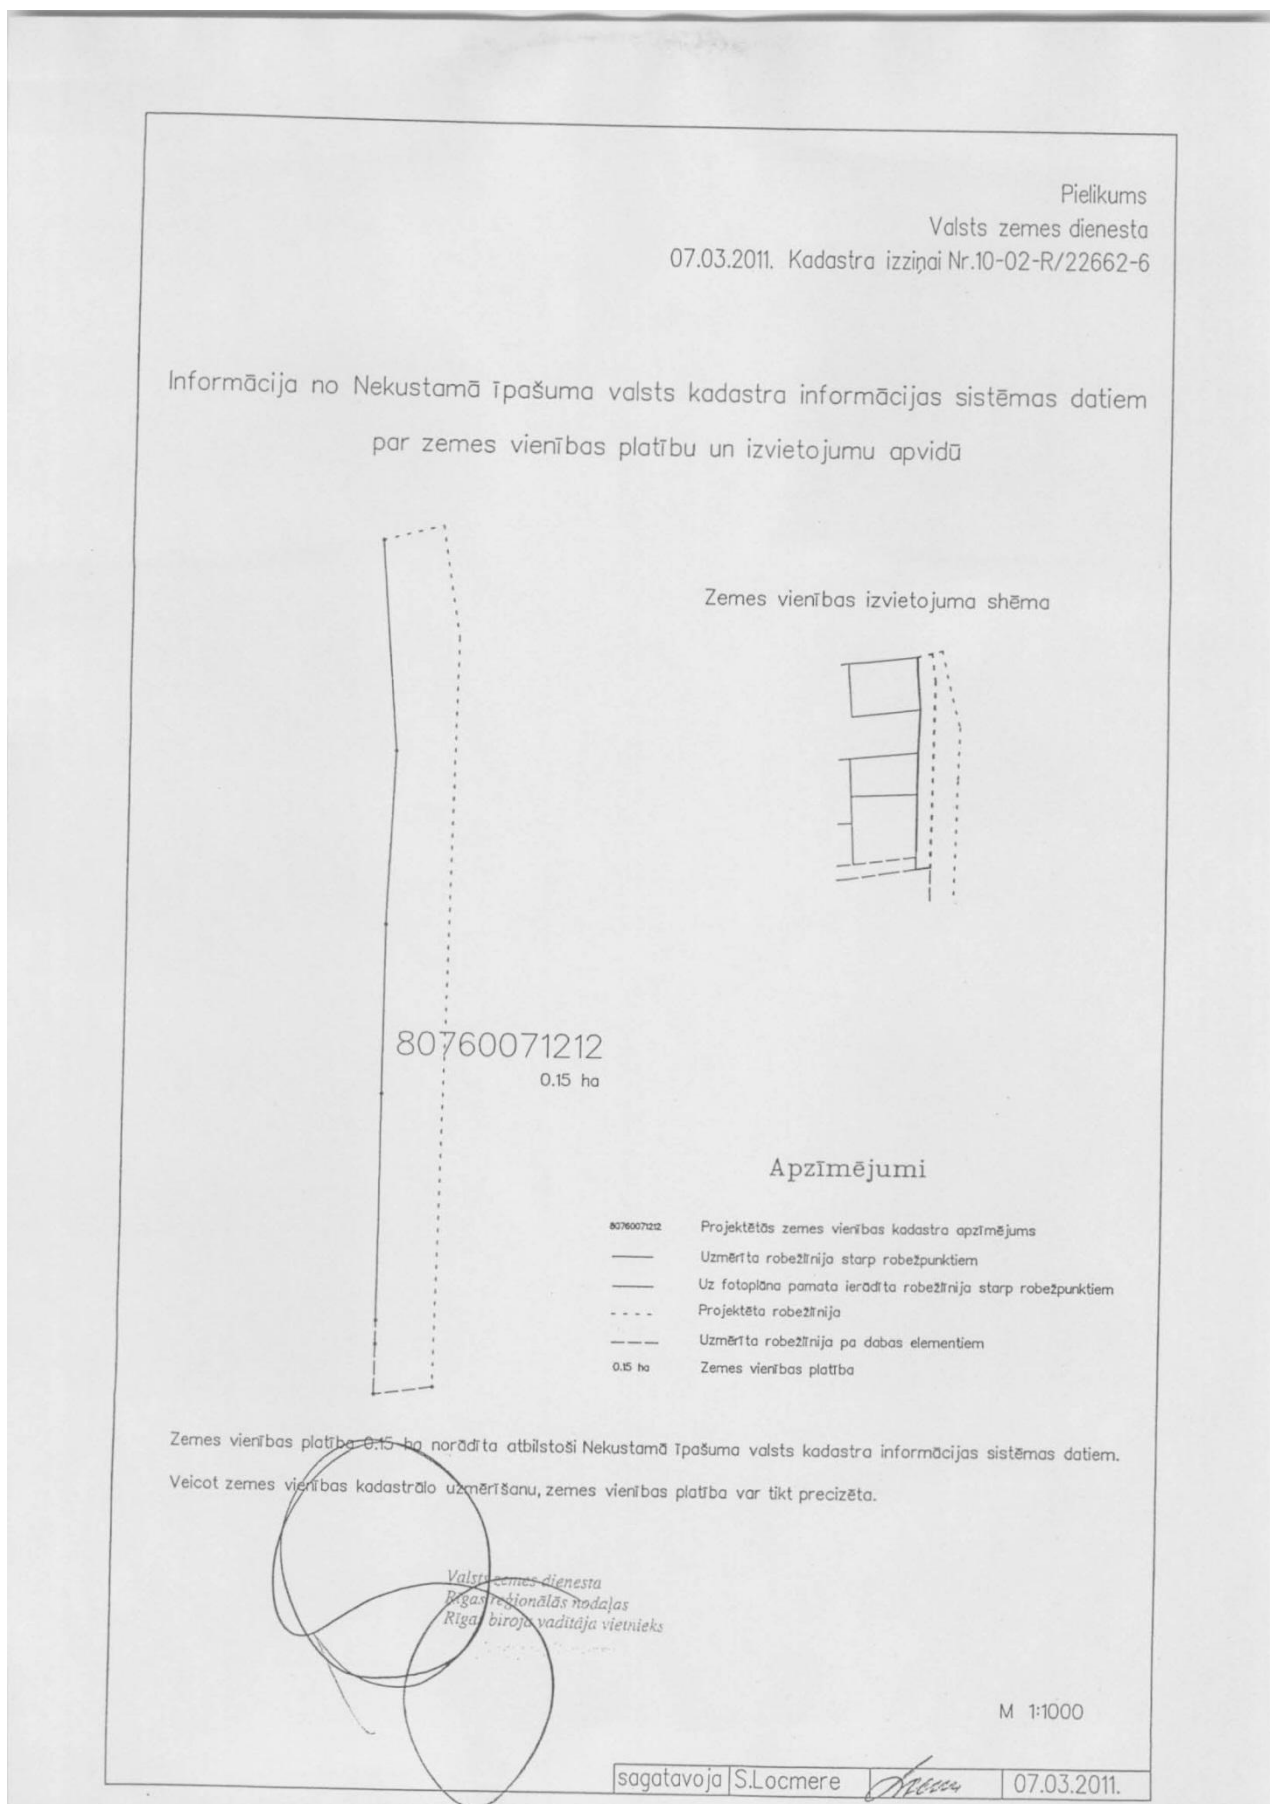 Pielikums
Valsts zemes dienesta
07.03.2011. Kadastra izziņai Nr.10-02-R/22662-6
Informācija no Nekustamā īpašuma valsts kadastra informācijas sistēmas datiem
par zemes vienības platību un izvietojumu apvidū
Zemes vienības izvietojuma shēma
80760071212
0.15 ha
Apzīmējumi
80760071212 Projektētās zemes vienības kadastra apzīmējums
Uzmērīta robežlīnija starp robežpunktiem
Uz fotoplāna pamata ierādīta robežlīnija starp robežpunktiem
Projektēta robežlīnija
Uzmērīta robežlīnija pa dabas elementiem
0.15 ha Zemes vienības platība
Zemes vienības platība 0.15 ha norādīta atbilstoši Nekustamā īpašuma valsts kadastra informācijas sistēmas datiem.
Veicot zemes vienības kadastrālo uzmērīšanu, zemes vienības platība var tikt precizēta.
Valsts zemes dienesta
Rīgas reģionālās nodaļas
Rīgas biroja vadītāja vietnieks
M 1:1000
sagatavoja S.Locmere 07.03.2011.